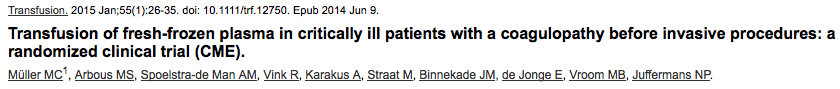 Transfusion. 2015 Jan;55(1):26-35. doi: 10.1111/trf.12750. Epub 2014 Jun 9.
Transfusion of fresh-frozen plasma in critically ill patients with a coagulopathy before invasive procedures: a
randomized clinical trial (CME).
Müller MC1, Arbous MS, Spoelstra-de Man AM, Vink R, Karakus A, Straat M, Binnekade JM, de Jonge E, Vroom MB, Juffermans NP.